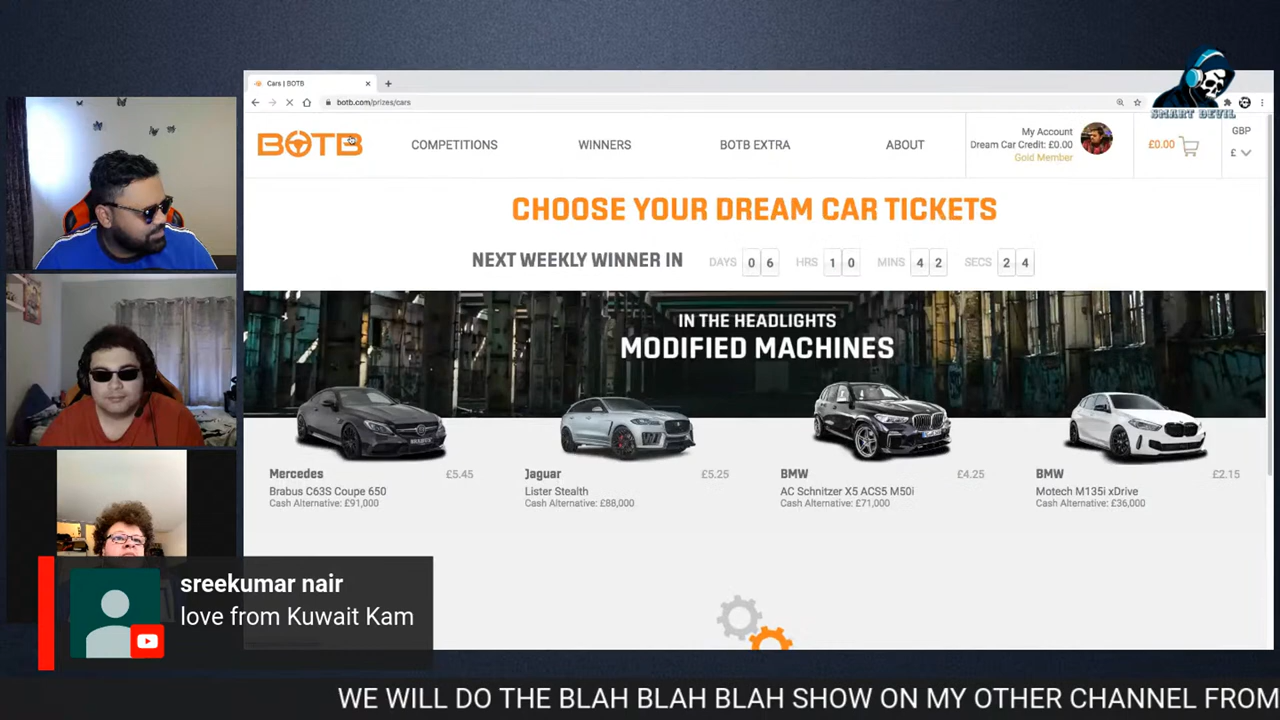 SMART DEVIL
Cars | BOTB
botb.com/prizes/cars
BOTB
COMPETITIONS
WINNERS
BOTB EXTRA
ABOUT
My Account
Dream Car Credit: £0.00
Gold Member
£0.00
GBP
£
CHOOSE YOUR DREAM CAR TICKETS
NEXT WEEKLY WINNER IN DAYS 0 6 HRS 1 0 MINS 4 2 SECS 2 4
IN THE HEADLIGHTS
MODIFIED MACHINES
Mercedes £5.45
Brabus C63S Coupe 650
Cash Alternative: £91,000
Jaguar £5.25
Lister Stealth
Cash Alternative: £88,000
BMW £4.25
AC Schnitzer X5 ACS5 M50i
Cash Alternative: £71,000
BMW £2.15
Motech M135i xDrive
Cash Alternative: £36,000
sreekumar nair
love from Kuwait Kam
WE WILL DO THE BLAH BLAH BLAH SHOW ON MY OTHER CHANNEL FROM